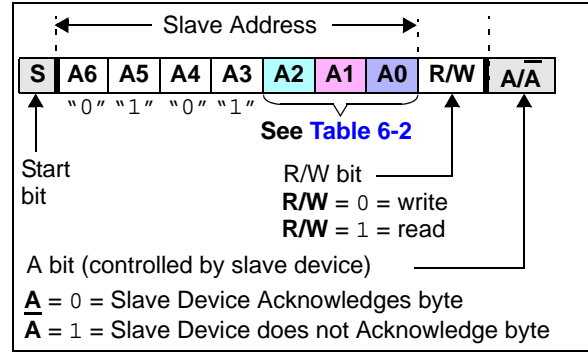 Slave Address
S A6 A5 A4 A3 A2 A1 A0 R/W A/A̅
“0” “1” “0” “1”
See Table 6-2
Start
bit
R/W bit
R/W = 0 = write
R/W = 1 = read
A bit (controlled by slave device)
A = 0 = Slave Device Acknowledges byte
A̅ = 1 = Slave Device does not Acknowledge byte